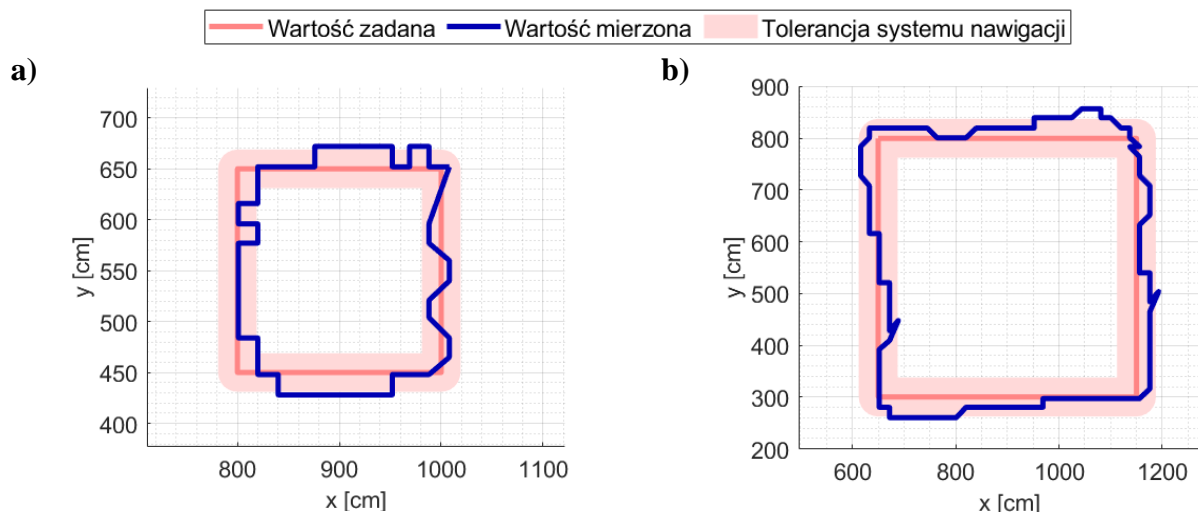 Wartość zadana Wartość mierzona Tolerancja systemu nawigacji
a)
700
650
600
550
500
450
400
y [cm]
800 900 1000 1100
x [cm]
b)
900
800
700
600
500
400
300
200
y [cm]
600 800 1000 1200
x [cm]